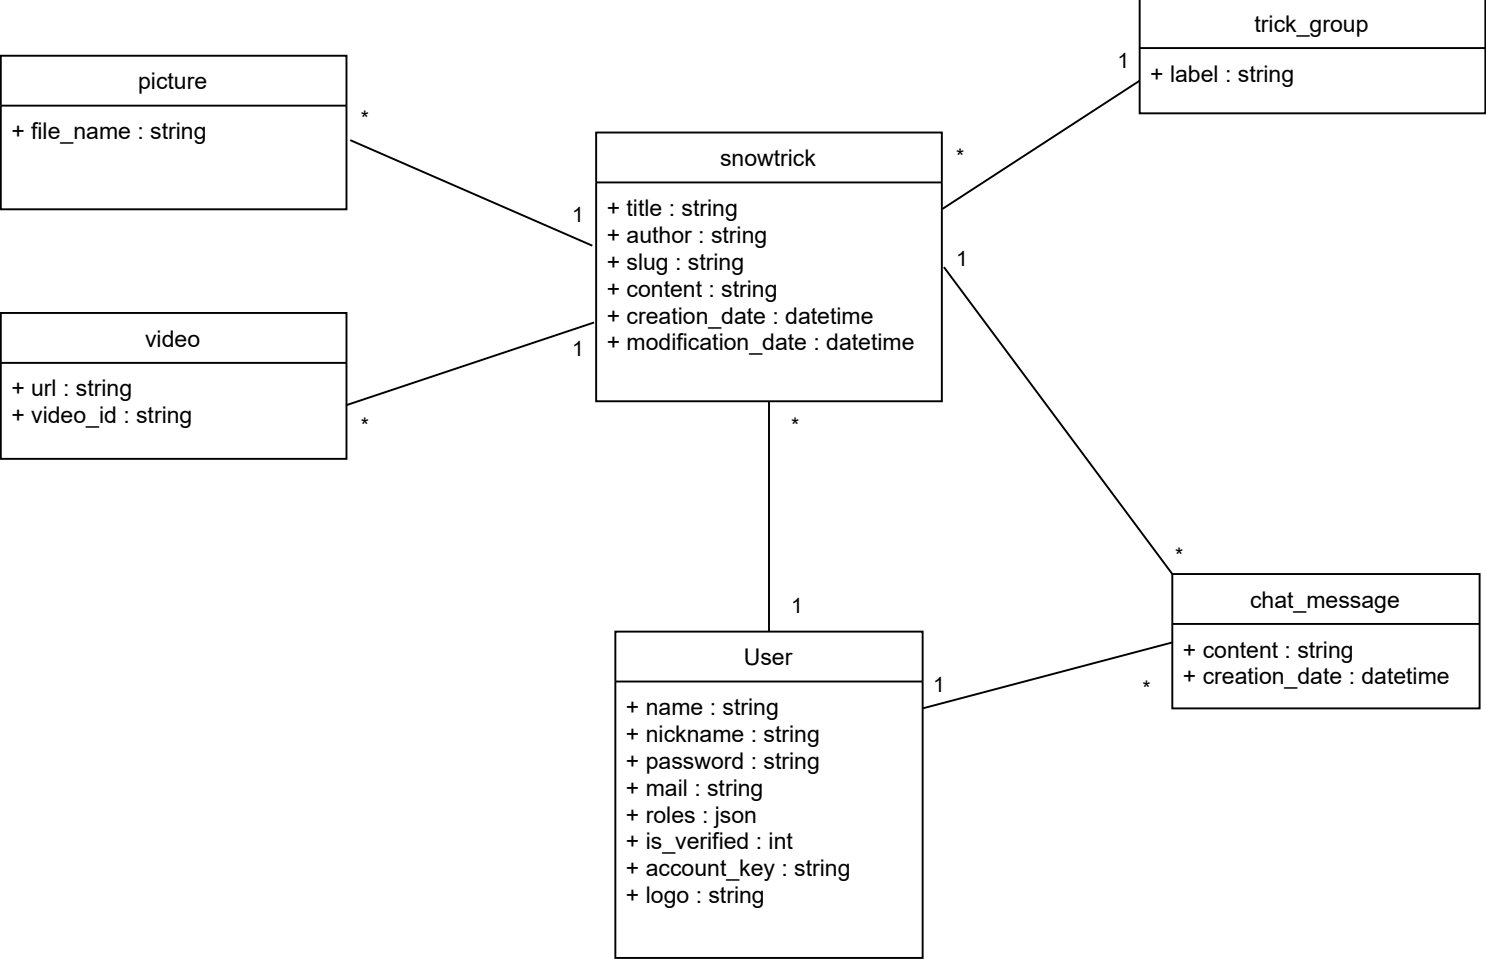 trick_group
1
+ label : string
picture
*
+ file_name : string
snowtrick
*
+ title : string
+ author : string
+ slug : string
+ content : string
+ creation_date : datetime
+ modification_date : datetime
1
1
video
1
+ url : string
+ video_id : string
*
*
1
*
chat_message
+ content : string
+ creation_date : datetime
User
1
*
+ name : string
+ nickname : string
+ password : string
+ mail : string
+ roles : json
+ is_verified : int
+ account_key : string
+ logo : string